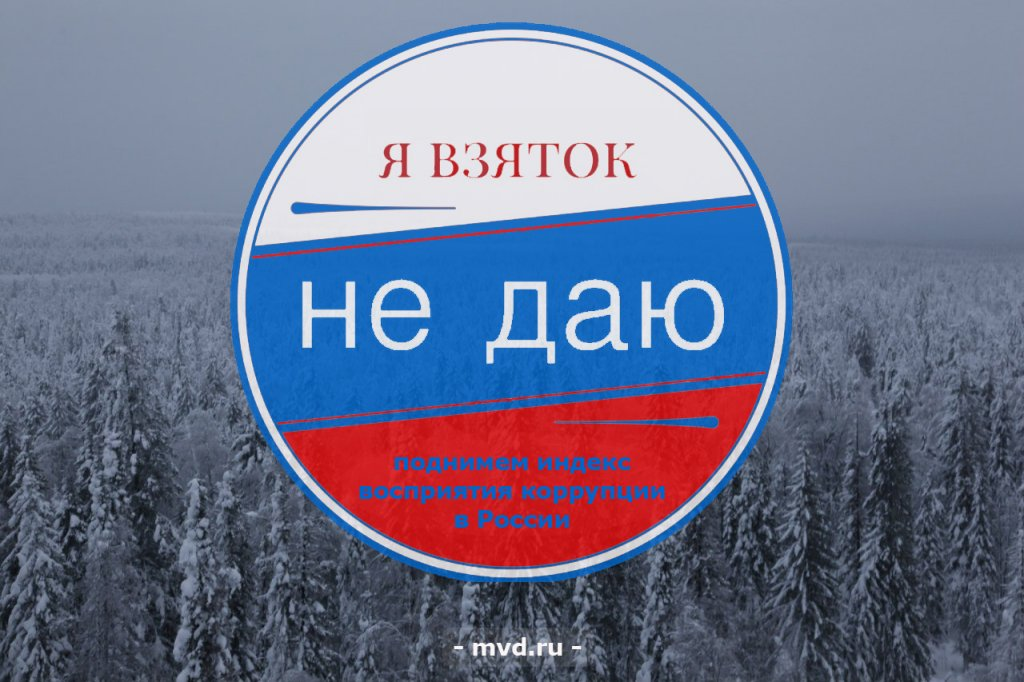 Я ВЗЯТОК
не даю
поднимем индекс
восприятия коррупции
в России
- mvd.ru -